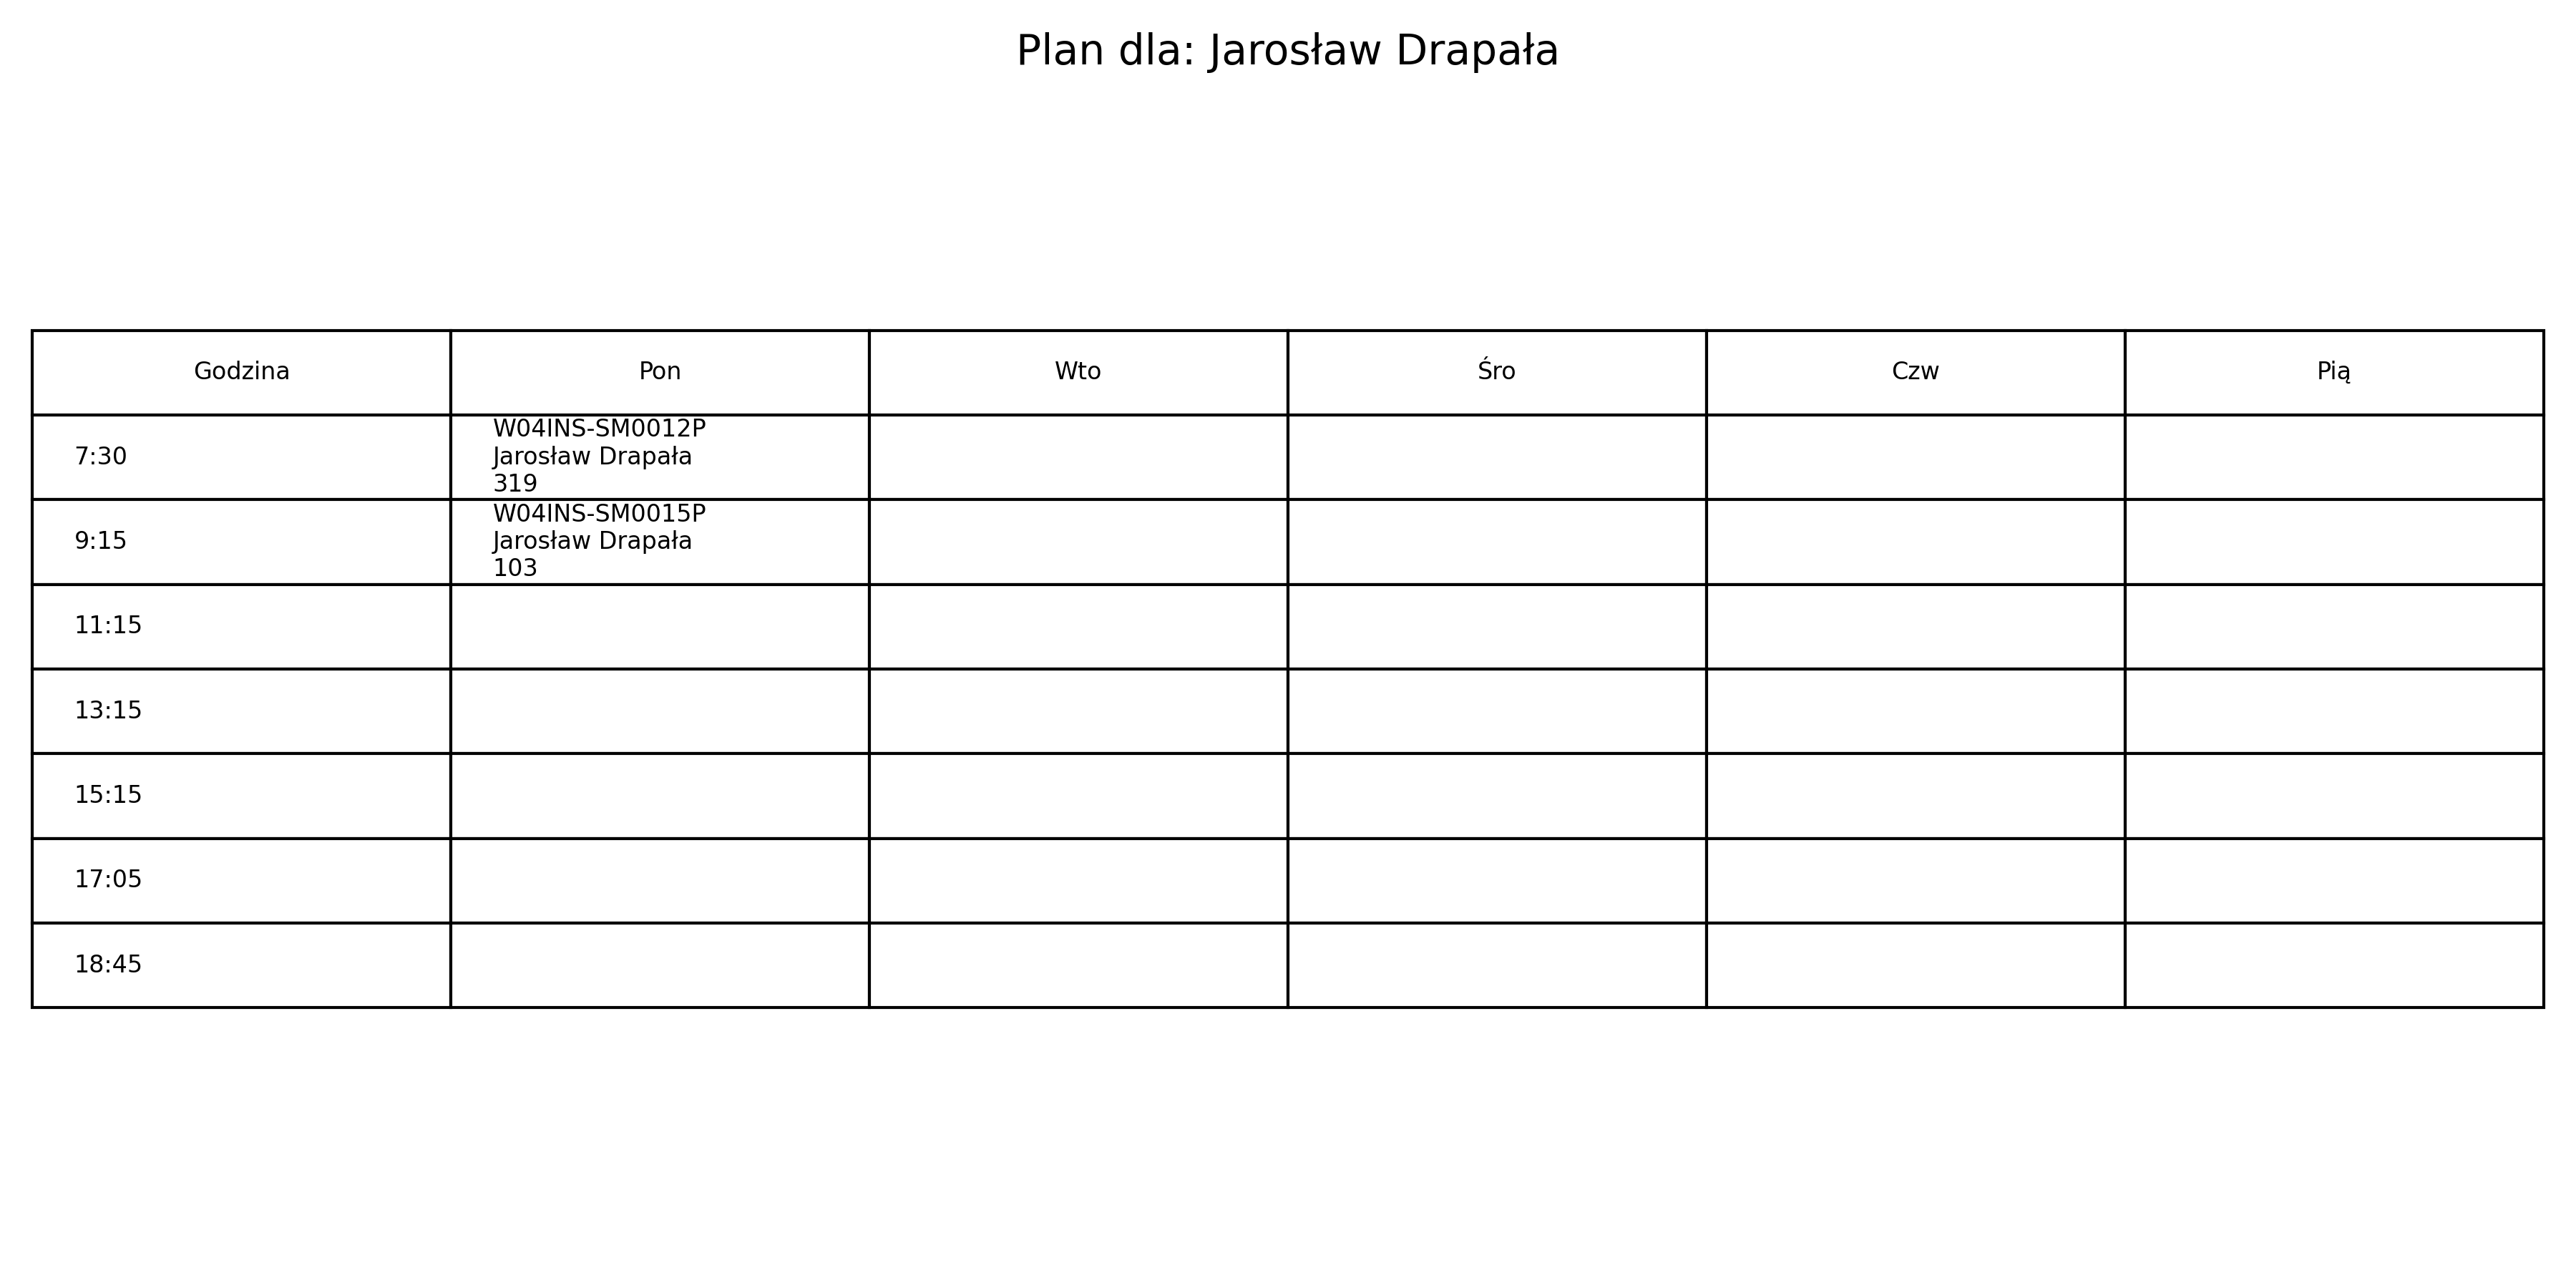 Plan dla: Jarosław Drapała
Godzina Pon Wto Śro Czw Pią
7:30
W04INS-SM0012P
Jarosław Drapała
319
9:15
W04INS-SM0015P
Jarosław Drapała
103
11:15
13:15
15:15
17:05
18:45